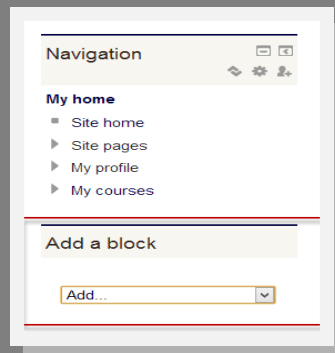 Navigation
My home
Site home
Site pages
My profile
My courses
Add a block
Add...